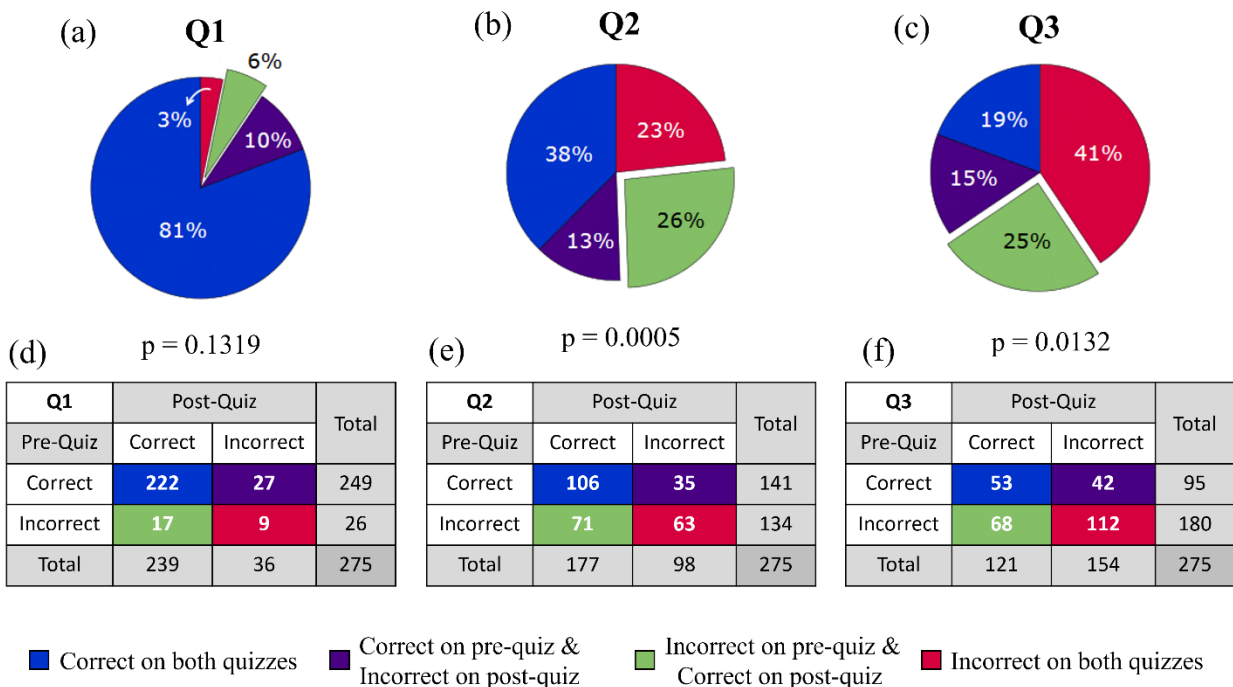 (a) Q1
6%
3%
10%
81%
(b) Q2
38%
23%
13%
26%
(c) Q3
19%
41%
15%
25%
(d) p = 0.1319
Q1 Post-Quiz Total
Pre-Quiz Correct Incorrect
Correct 222 27 249
Incorrect 17 9 26
Total 239 36 275
(e) p = 0.0005
Q2 Post-Quiz Total
Pre-Quiz Correct Incorrect
Correct 106 35 141
Incorrect 71 63 134
Total 177 98 275
(f) p = 0.0132
Q3 Post-Quiz Total
Pre-Quiz Correct Incorrect
Correct 53 42 95
Incorrect 68 112 180
Total 121 154 275
Correct on both quizzes
Correct on pre-quiz &
Incorrect on post-quiz
Incorrect on pre-quiz &
Correct on post-quiz
Incorrect on both quizzes